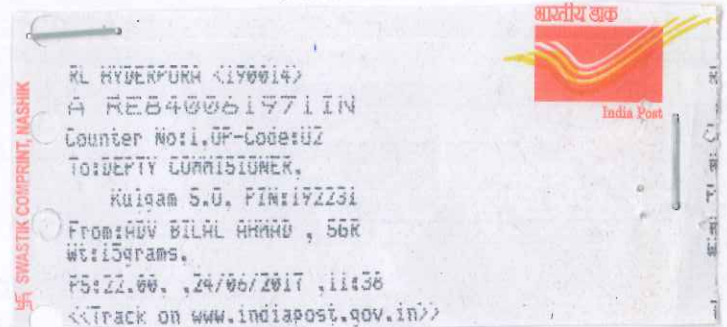 भारतीय डाक
India Post
RL HYDERPURA <190014>
A RE840061971IN
Counter No:1,OP-Code:U2
To:DEPTY COMMISIONER,
Kulgam S.O, PIN:192231
From:ADV BILAL AHMAD , SGR
Wt:15grams,
PS:22.00, ,24/06/2017 ,11:38
<<Track on www.indiapost.gov.in>>
SWASTIK COMPRINT, NASHIK